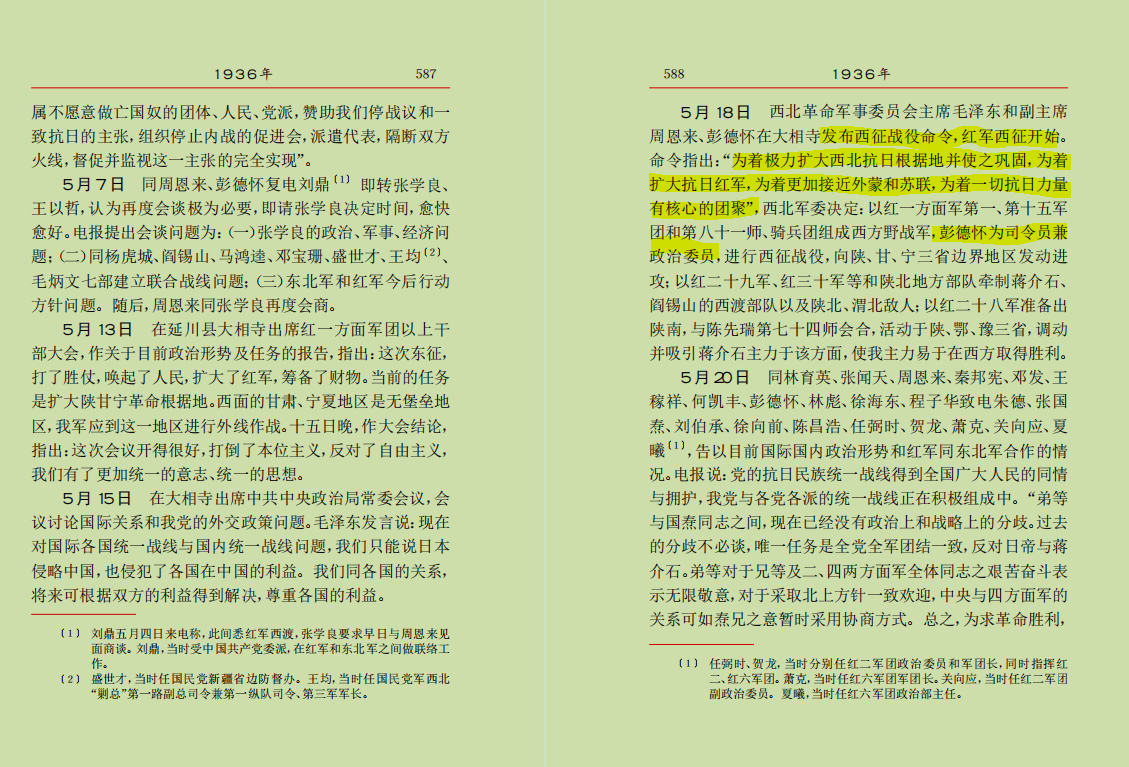 1936年
587
属不愿意做亡国奴的团体、人民、党派，赞助我们停战议和一
致抗日的主张，组织停止内战的促进会，派遣代表，隔断双方
火线，督促并监视这一主张的完全实现”。
5月7日 同周恩来、彭德怀复电刘鼎〔1〕即转张学良、
王以哲，认为再度会谈极为必要，即请张学良决定时间，愈快
愈好。电报提出会谈问题为：（一）张学良的政治、军事、经济问
题；（二）同杨虎城、阎锡山、马鸿逵、邓宝珊、盛世才、王均〔2〕、
毛炳文七部建立联合战线问题；（三）东北军和红军今后行动
方针问题。随后，周恩来同张学良再度会商。
5月13日 在延川县大相寺出席红一方面军团以上干
部大会，作关于目前政治形势及任务的报告，指出：这次东征，
打了胜仗，唤起了人民，扩大了红军，筹备了财物。当前的任务
是扩大陕甘宁革命根据地。西面的甘肃、宁夏地区是无堡垒地
区，我军应到这一地区进行外线作战。十五日晚，作大会结论，
指出：这次会议开得很好，打倒了本位主义，反对了自由主义，
我们有了更加统一的意志、统一的思想。
5月15日 在大相寺出席中共中央政治局常委会议，会
议讨论国际关系和我党的外交政策问题。毛泽东发言说：现在
对国际各国统一战线与国内统一战线问题，我们只能说日本
侵略中国，也侵犯了各国在中国的利益。我们同各国的关系，
将来可根据双方的利益得到解决，尊重各国的利益。
〔1〕 刘鼎五月四日来电称，此间悉红军西渡，张学良要求早日与周恩来见
面商谈。刘鼎，当时受中国共产党委派，在红军和东北军之间做联络工
作。
〔2〕 盛世才，当时任国民党新疆省边防督办。王均，当时任国民党军西北
“剿总”第一路副总司令兼第一纵队司令、第三军军长。
588
1936年
5月18日 西北革命军事委员会主席毛泽东和副主席
周恩来、彭德怀在大相寺发布西征战役命令，红军西征开始。
命令指出：“为着极力扩大西北抗日根据地并使之巩固，为着
扩大抗日红军，为着更加接近外蒙和苏联，为着一切抗日力量
有核心的团聚”，西北军委决定：以红一方面军第一、第十五军
团和第八十一师、骑兵团组成西方野战军，彭德怀为司令员兼
政治委员，进行西征战役，向陕、甘、宁三省边界地区发动进
攻；以红二十九军、红三十军等和陕北地方部队牵制蒋介石、
阎锡山的西渡部队以及陕北、渭北敌人；以红二十八军准备出
陕南，与陈先瑞第七十四师会合，活动于陕、鄂、豫三省，调动
并吸引蒋介石主力于该方面，使我主力易于在西方取得胜利。
5月20日 同林育英、张闻天、周恩来、秦邦宪、邓发、王
稼祥、何凯丰、彭德怀、林彪、徐海东、程子华致电朱德、张国
焘、刘伯承、徐向前、陈昌浩、任弼时、贺龙、萧克、关向应、夏
曦〔1〕，告以目前国际国内政治形势和红军同东北军合作的情
况。电报说：党的抗日民族统一战线得到全国广大人民的同情
与拥护，我党与各党各派的统一战线正在积极组成中。“弟等
与国焘同志之间，现在已经没有政治上和战略上的分歧。过去
的分歧不必谈，唯一任务是全党全军团结一致，反对日帝与蒋
介石。弟等对于兄等及二、四两方面军全体同志之艰苦奋斗表
示无限敬意，对于采取北上方针一致欢迎，中央与四方面军的
关系可如焘兄之意暂时采用协商方式。总之，为求革命胜利，
〔1〕 任弼时、贺龙，当时分别任红二军团政治委员和军团长，同时指挥红
二、红六军团。萧克，当时任红六军团军团长。关向应，当时任红二军团
副政治委员。夏曦，当时任红六军团政治部主任。